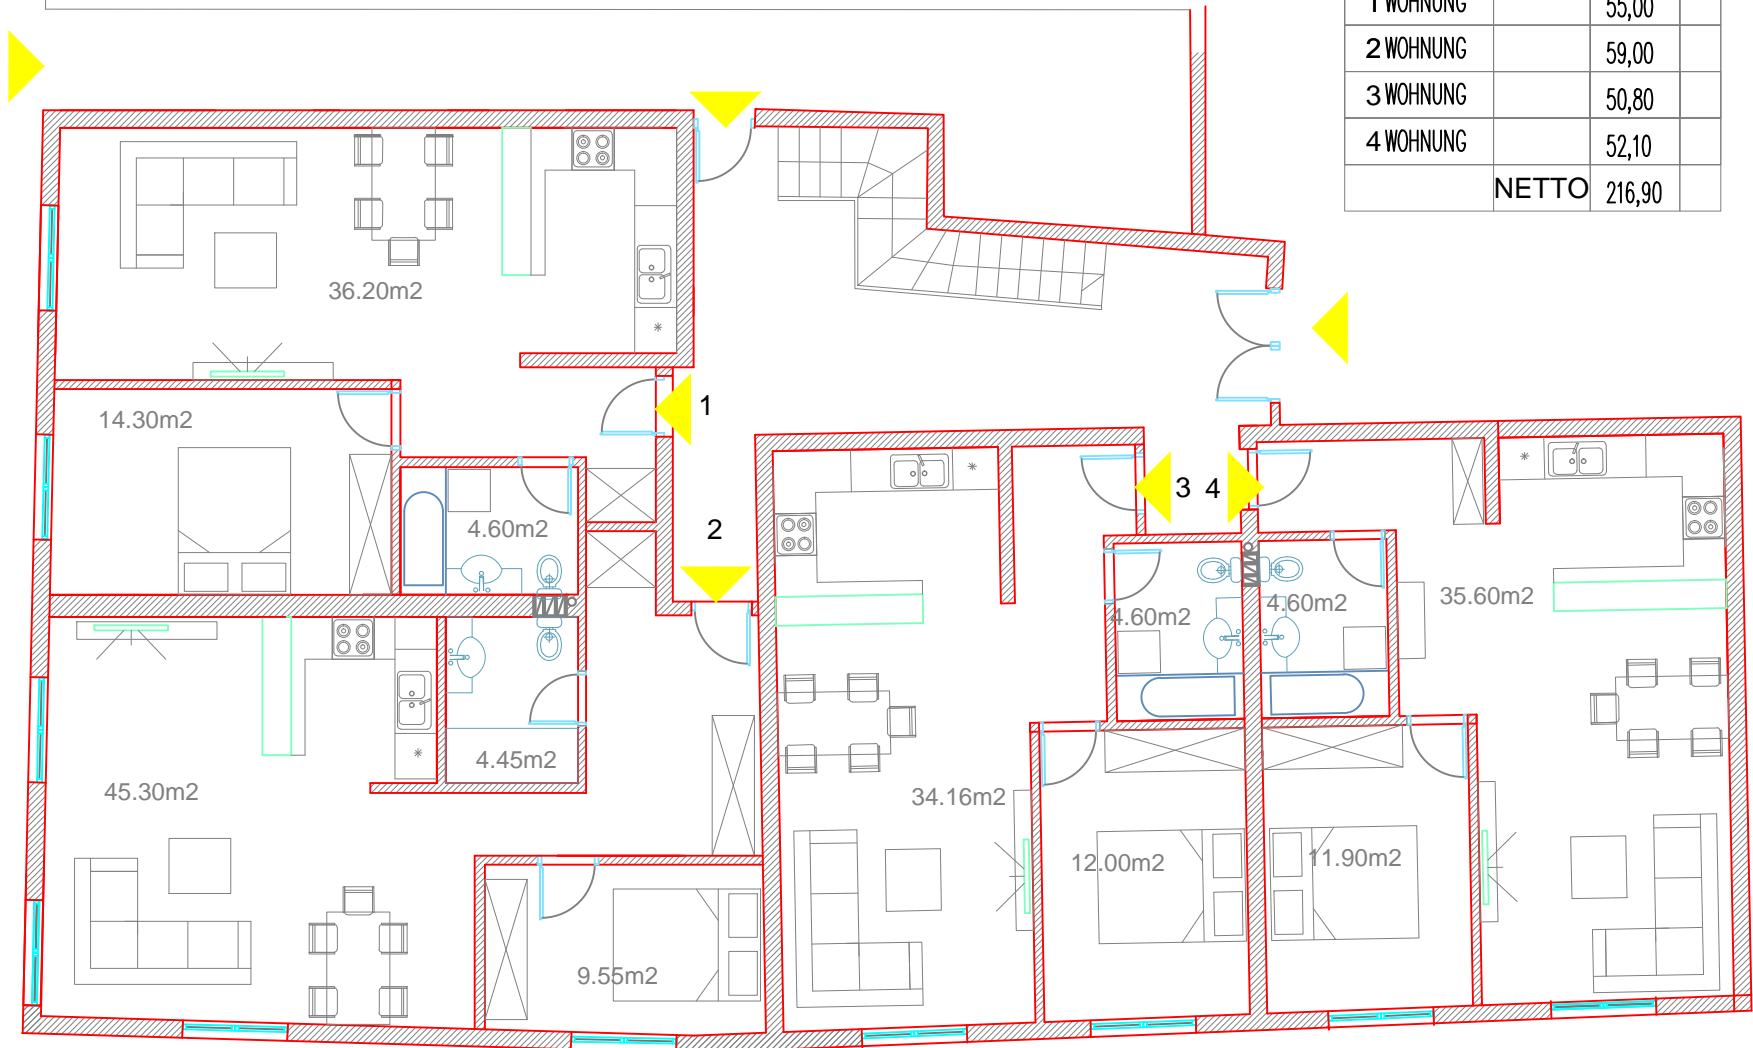 1 WOHNUNG 55,00
2 WOHNUNG 59,00
3 WOHNUNG 50,80
4 WOHNUNG 52,10
NETTO 216,90
36.20m2
14.30m2
1
4.60m2
2
3 4
4.60m2
4.60m2
35.60m2
4.45m2
45.30m2
34.16m2
12.00m2
11.90m2
9.55m2